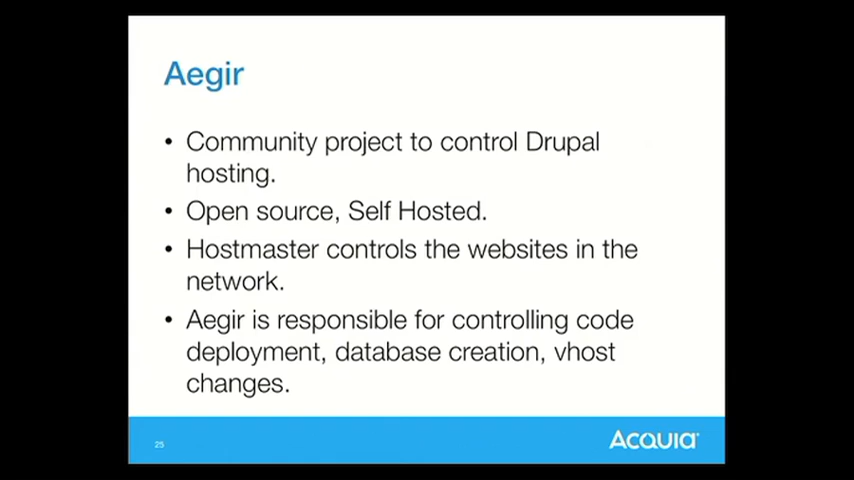 Aegir
• Community project to control Drupal
hosting.
• Open source, Self Hosted.
• Hostmaster controls the websites in the
network.
• Aegir is responsible for controlling code
deployment, database creation, vhost
changes.
25
Acquia